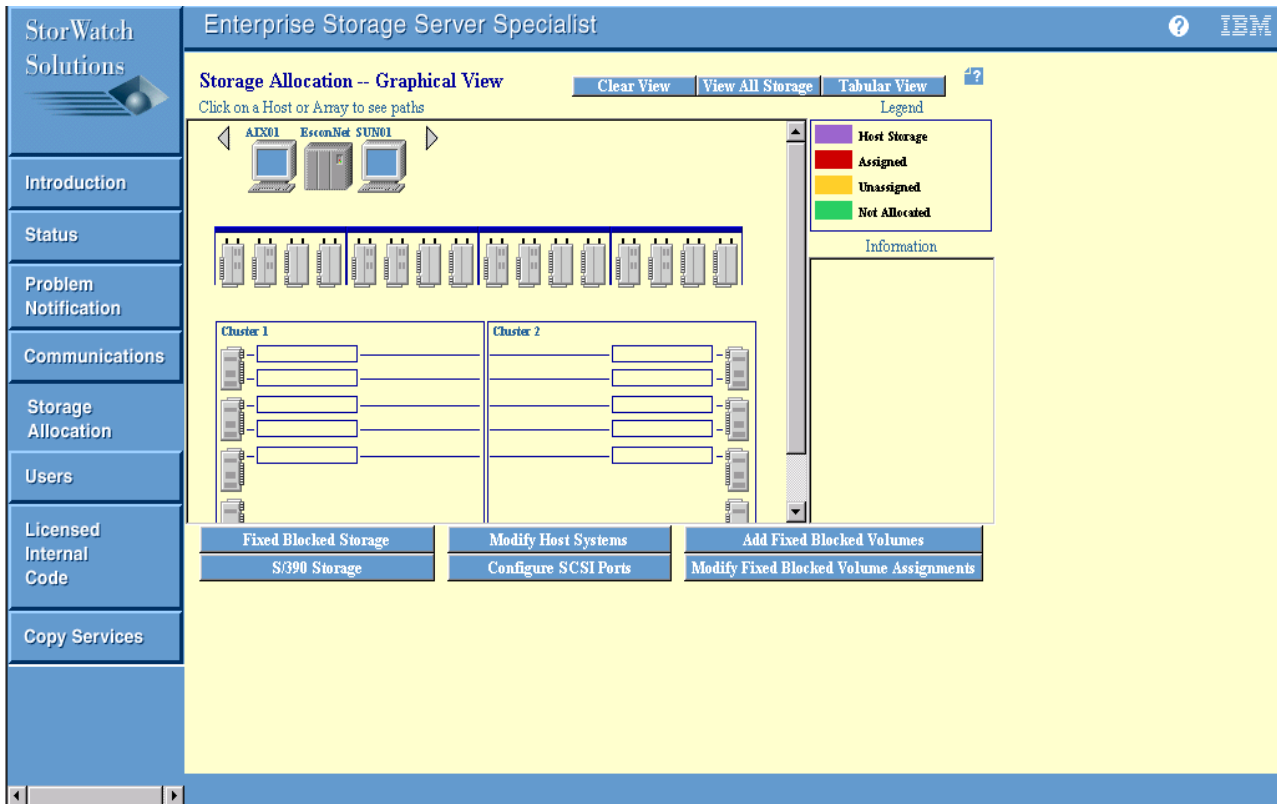 StorWatch
Solutions
Enterprise Storage Server Specialist
?
IBM
Introduction
Status
Problem
Notification
Communications
Storage
Allocation
Users
Licensed
Internal
Code
Copy Services
Storage Allocation -- Graphical View
Clear View
View All Storage
Tabular View
?
Click on a Host or Array to see paths
Legend
AIX01
EsconNet
SUN01
Host Storage
Assigned
Unassigned
Not Allocated
Information
Cluster 1
Cluster 2
Fixed Blocked Storage
Modify Host Systems
Add Fixed Blocked Volumes
S/390 Storage
Configure SCSI Ports
Modify Fixed Blocked Volume Assignments